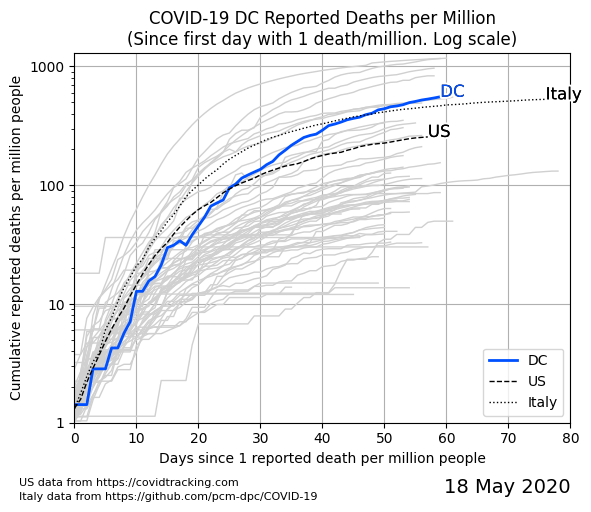 COVID-19 DC Reported Deaths per Million
(Since first day with 1 death/million. Log scale)
Cumulative reported deaths per million people
1000
100
10
1
DC
Italy
US
DC
US
Italy
0 10 20 30 40 50 60 70 80
Days since 1 reported death per million people
US data from https://covidtracking.com
Italy data from https://github.com/pcm-dpc/COVID-19
18 May 2020